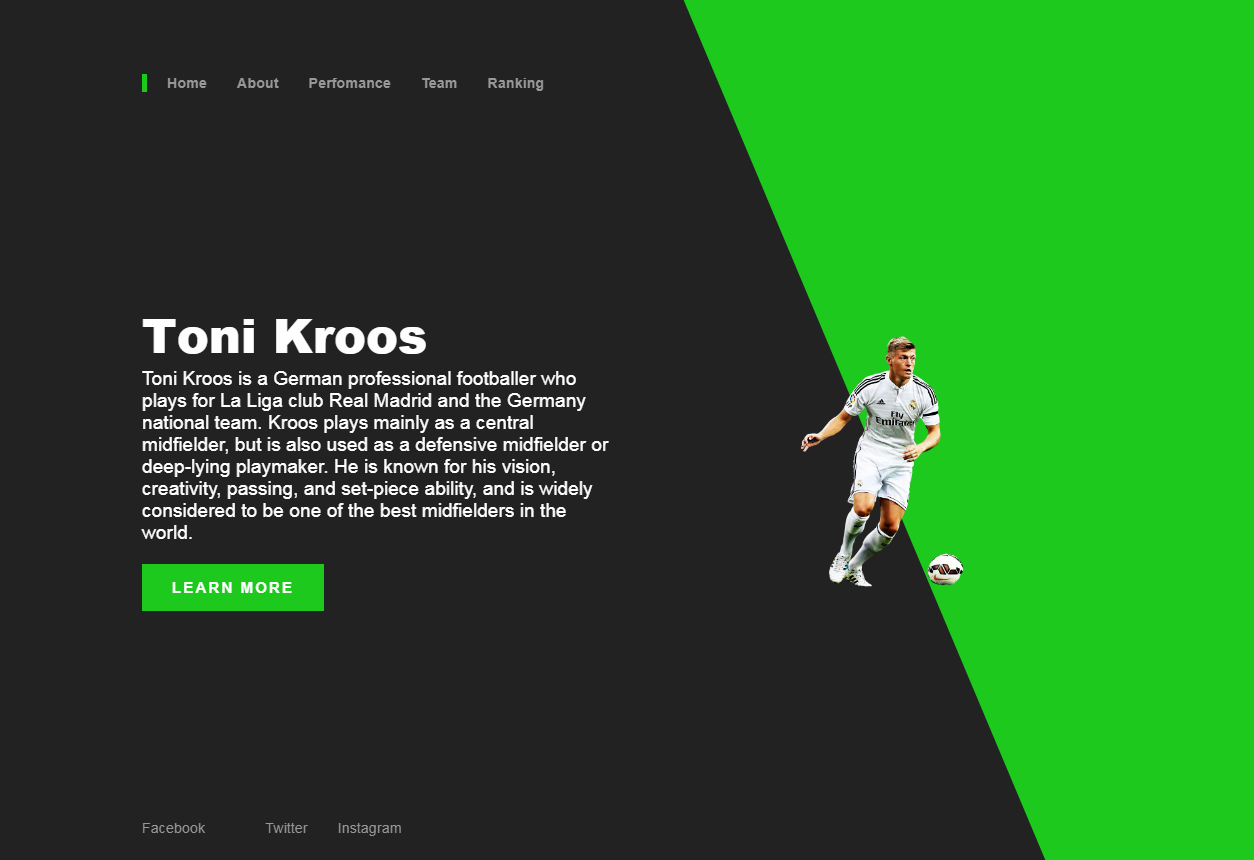 Home About Perfomance Team Ranking
Toni Kroos
Toni Kroos is a German professional footballer who
plays for La Liga club Real Madrid and the Germany
national team. Kroos plays mainly as a central
midfielder, but is also used as a defensive midfielder or
deep-lying playmaker. He is known for his vision,
creativity, passing, and set-piece ability, and is widely
considered to be one of the best midfielders in the
world.
Fly
Emirates
LEARN MORE
Facebook Twitter Instagram